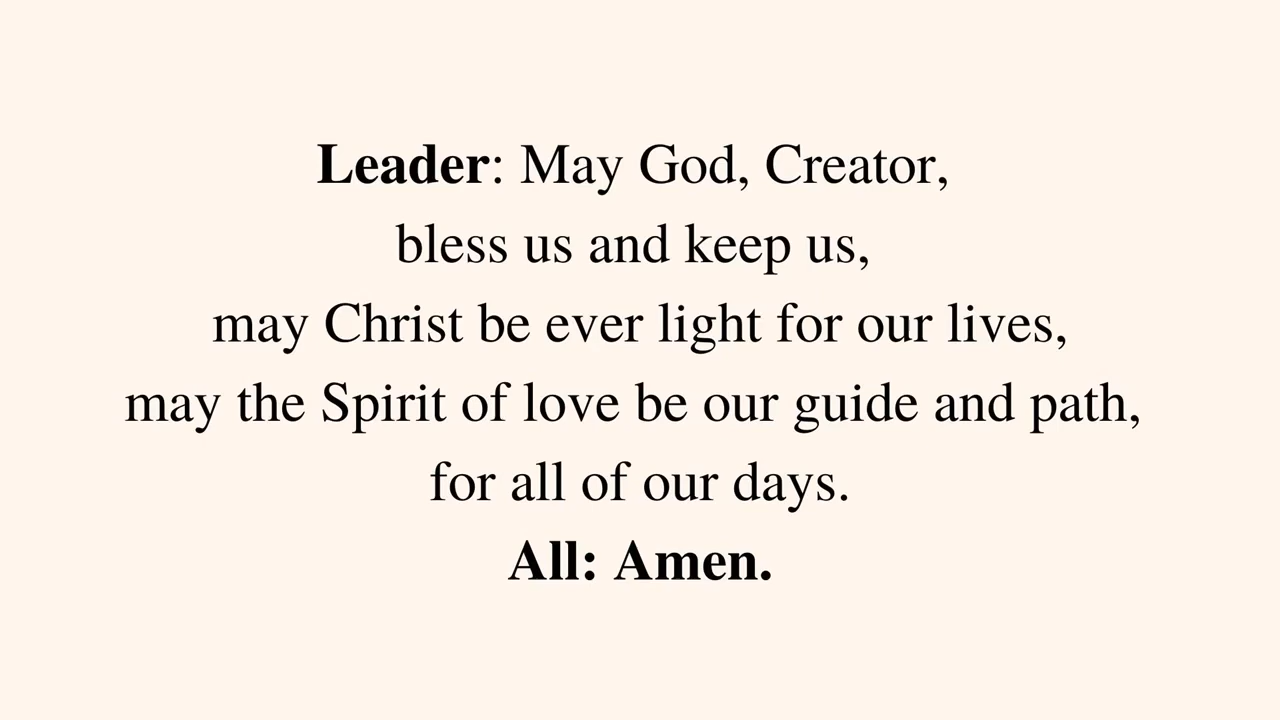 Leader: May God, Creator,
bless us and keep us,
may Christ be ever light for our lives,
may the Spirit of love be our guide and path,
for all of our days.
All: Amen.